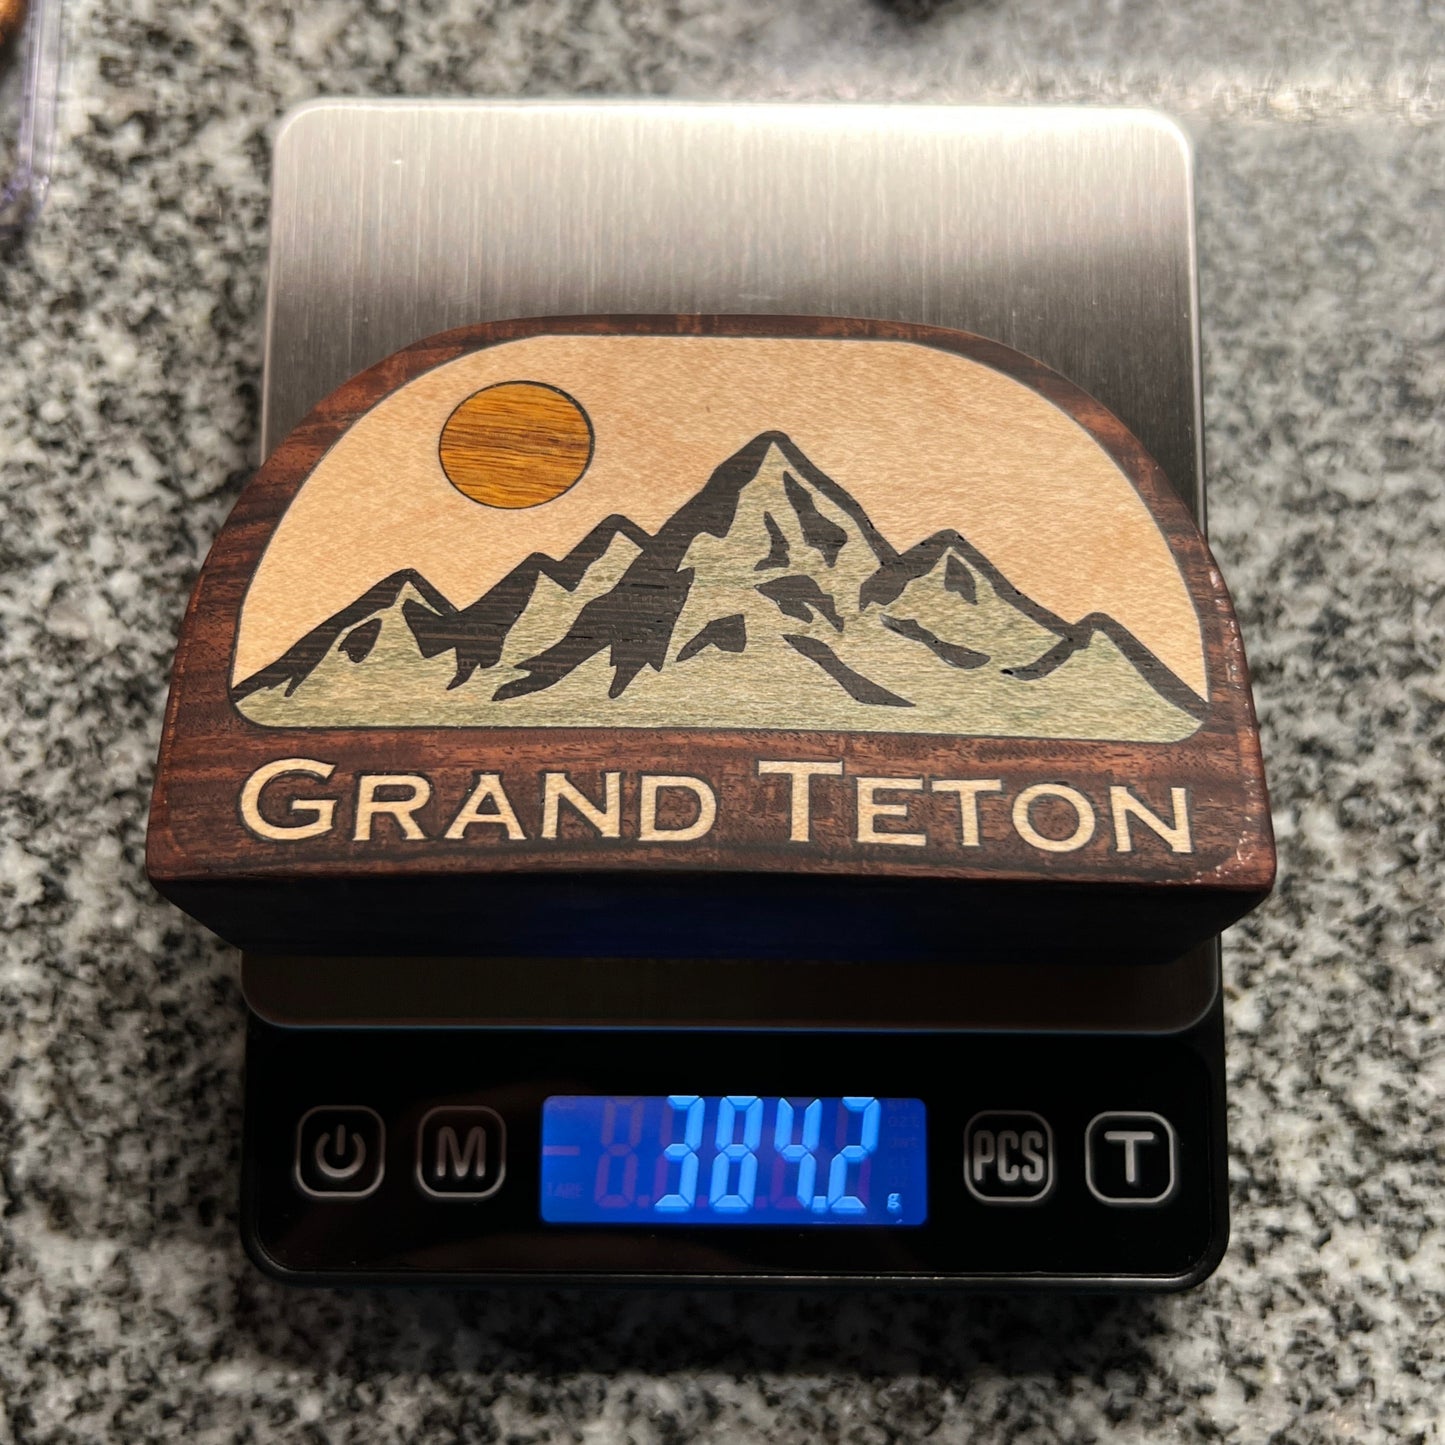 GRAND TETON
M 384.2 g PCS T